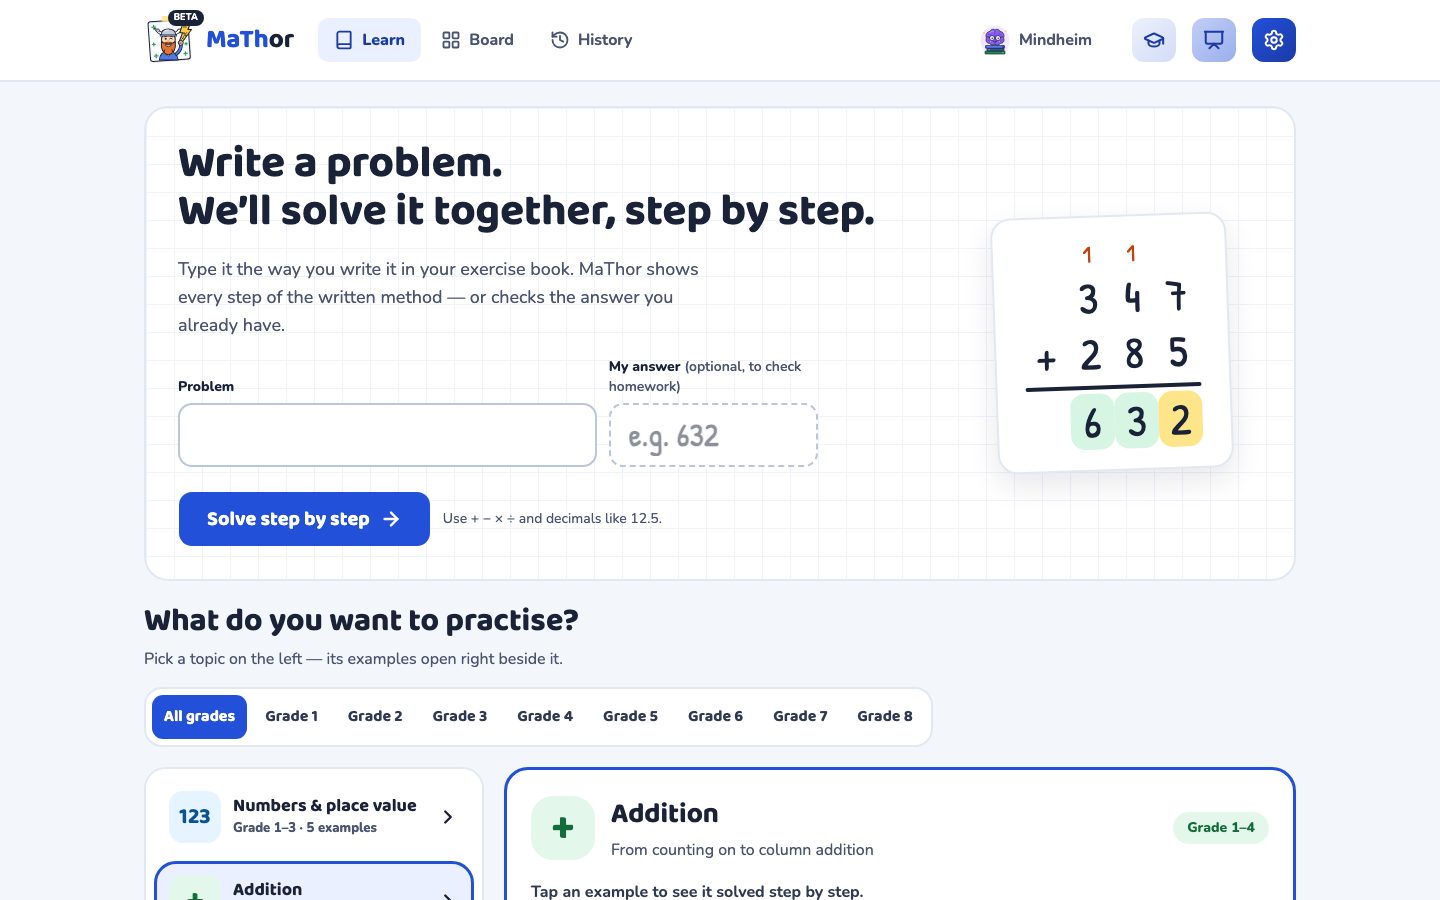 BETA
MaThor
Learn
Board
History
Mindheim
Write a problem.
We'll solve it together, step by step.
Type it the way you write it in your exercise book. MaThor shows
every step of the written method — or checks the answer you
already have.
Problem
My answer (optional, to check
homework)
e.g. 632
Solve step by step
Use + − × ÷ and decimals like 12.5.
1 1
3 4 7
+ 2 8 5
6 3 2
What do you want to practise?
Pick a topic on the left — its examples open right beside it.
All grades Grade 1 Grade 2 Grade 3 Grade 4 Grade 5 Grade 6 Grade 7 Grade 8
123
Numbers & place value
Grade 1–3 · 5 examples
Addition
+
Addition
From counting on to column addition
Grade 1–4
Tap an example to see it solved step by step.